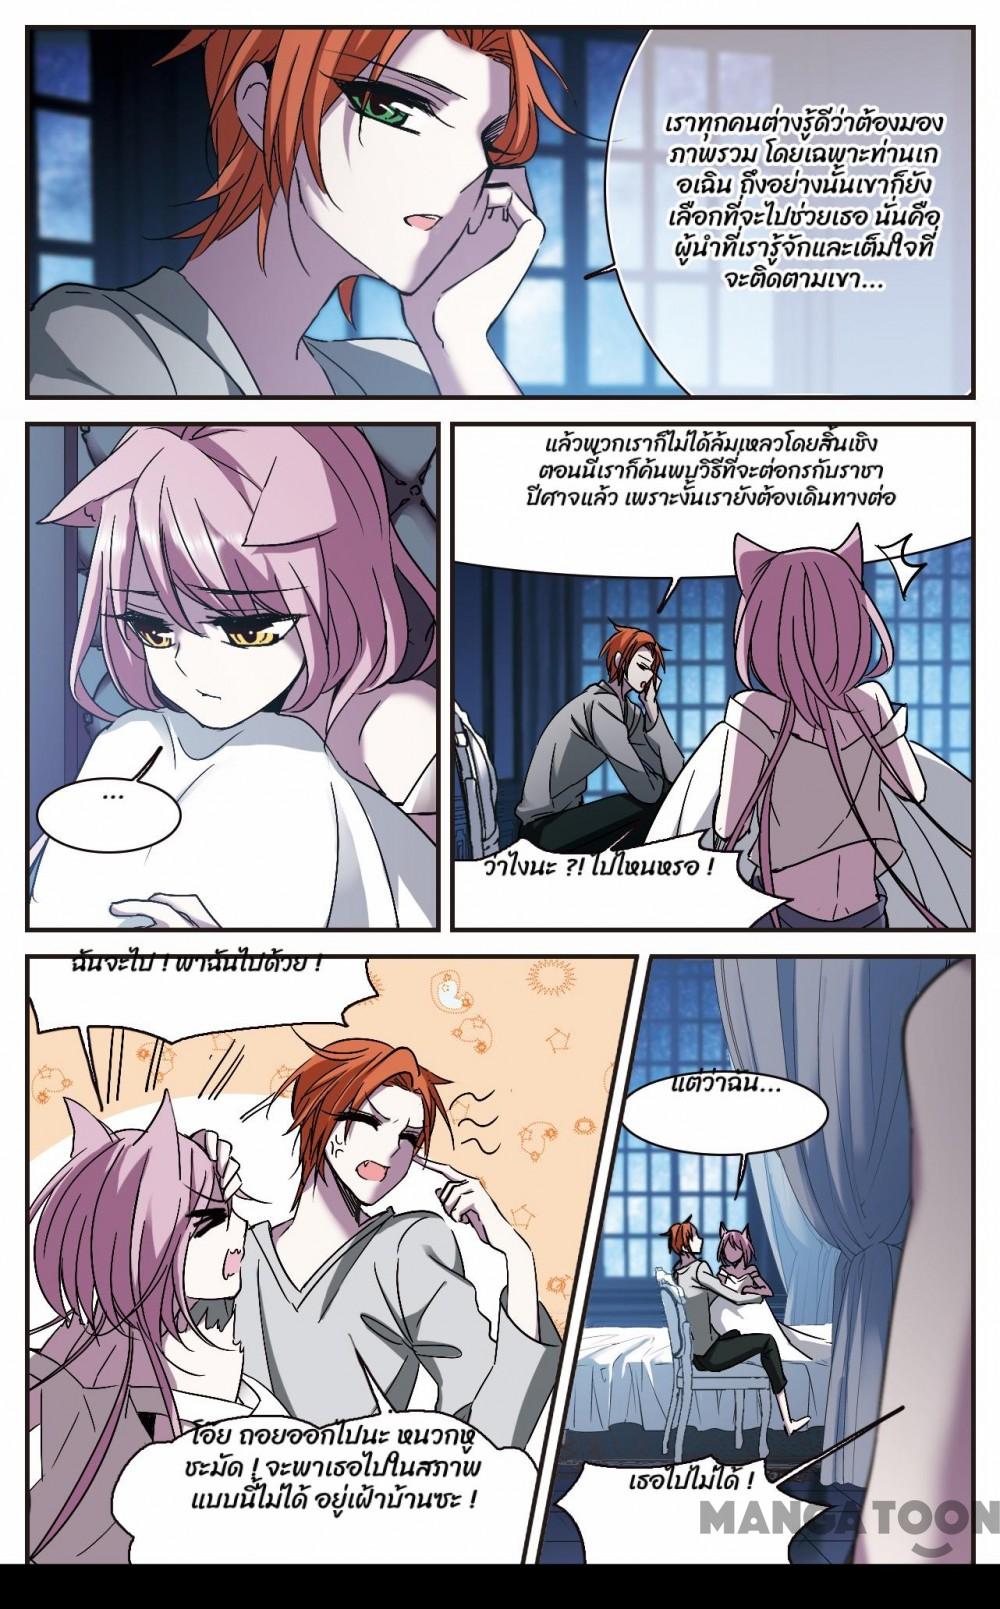 เราทุกคนต่างรู้ดีว่าต้องมอง
ภาพรวม โดยเฉพาะท่านเก
อเฉิน ถึงอย่างนั้นเขาก็ยัง
เลือกที่จะไปช่วยเธอ นั่นคือ
ผู้นำที่เรารู้จักและเต็มใจที่
จะติดตามเขา...
...
แล้วพวกเราก็ไม่ได้ล้มเหลวโดยสิ้นเชิง
ตอนนี้เราก็ค้นพบวิธีที่จะต่อกรกับราชา
ปีศาจแล้ว เพราะงั้นเรายังต้องเดินทางต่อ
ว่าไงนะ ?! ไปไหนหรอ !
ฉันจะไป ! พาฉันไปด้วย !
โอ๊ย ถอยออกไปนะ หนวกหู
ชะมัด ! จะพาเธอไปในสภาพ
แบบนี้ไม่ได้ อยู่เฝ้าบ้านซะ !
แต่ว่าฉัน...
เธอไปไม่ได้ !
MANGATOON